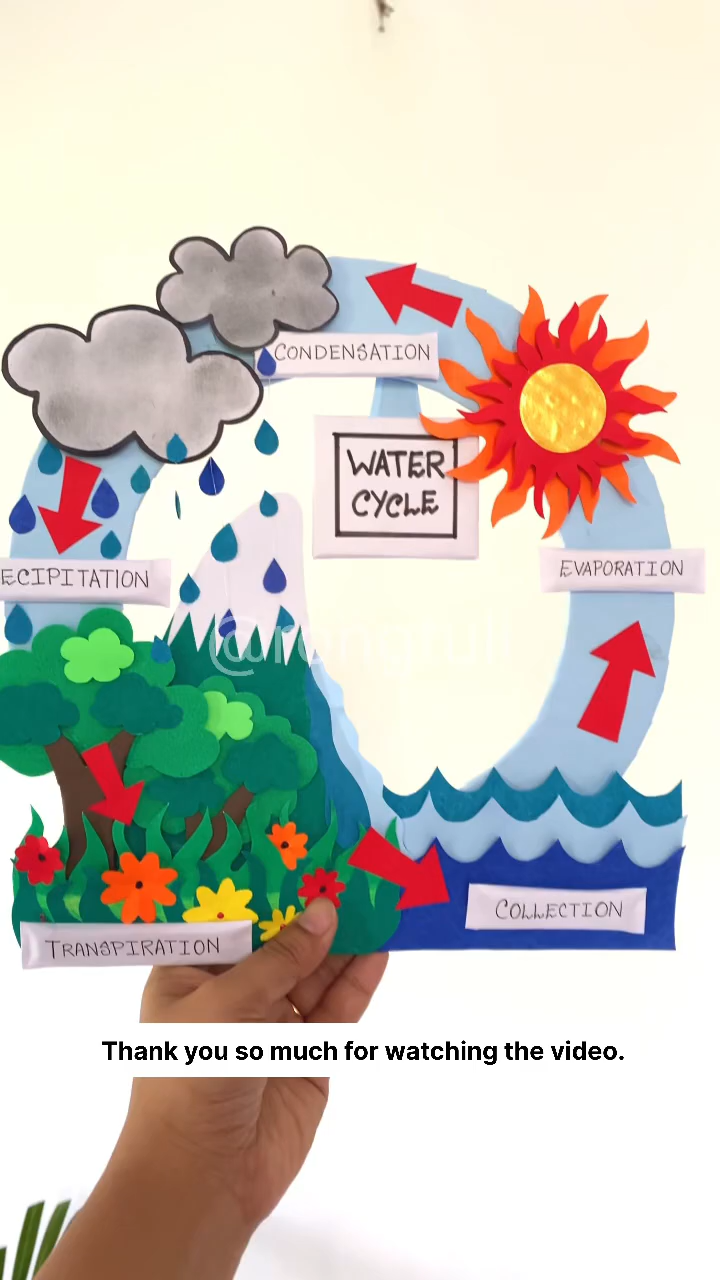 CONDENSATION
WATER
CYCLE
ECIPITATION
EVAPORATION
COLLECTION
TRANSPIRATION
Thank you so much for watching the video.